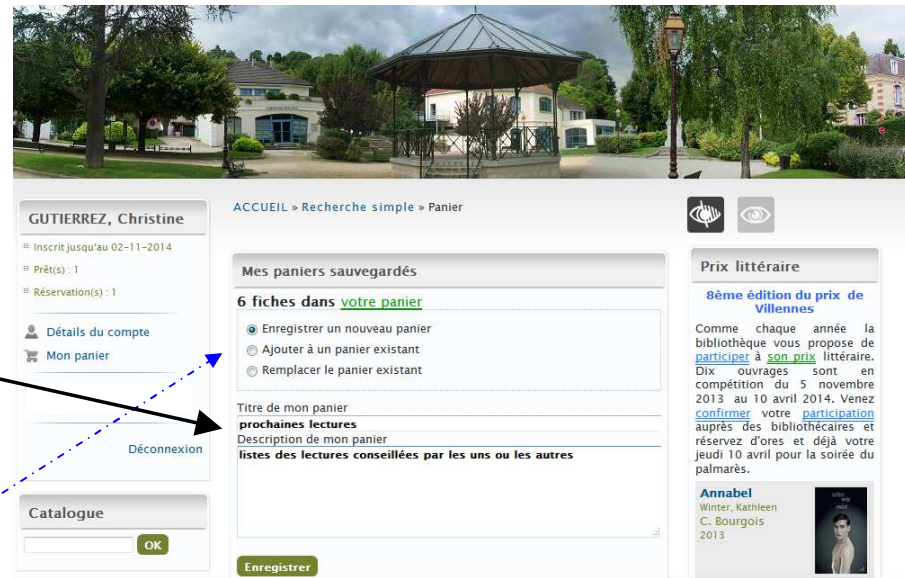 GUTIERREZ, Christine
Inscrit jusqu'au 02-11-2014
Prêt(s) : 1
Réservation(s) : 1
Détails du compte
Mon panier
Déconnexion
Catalogue
OK
ACCUEIL » Recherche simple » Panier
Mes paniers sauvegardés
6 fiches dans votre panier
Enregistrer un nouveau panier
Ajouter à un panier existant
Remplacer le panier existant
Titre de mon panier
prochaines lectures
Description de mon panier
listes des lectures conseillées par les uns ou les autres
Enregistrer
Prix littéraire
8ème édition du prix de
Villennes
Comme chaque année la
bibliothèque vous propose de
participer à son prix littéraire.
Dix ouvrages sont en
compétition du 5 novembre
2013 au 10 avril 2014. Venez
confirmer votre participation
auprès des bibliothécaires et
réservez d'ores et déjà votre
jeudi 10 avril pour la soirée du
palmarès.
Annabel
Winter, Kathleen
C. Bourgois
2013